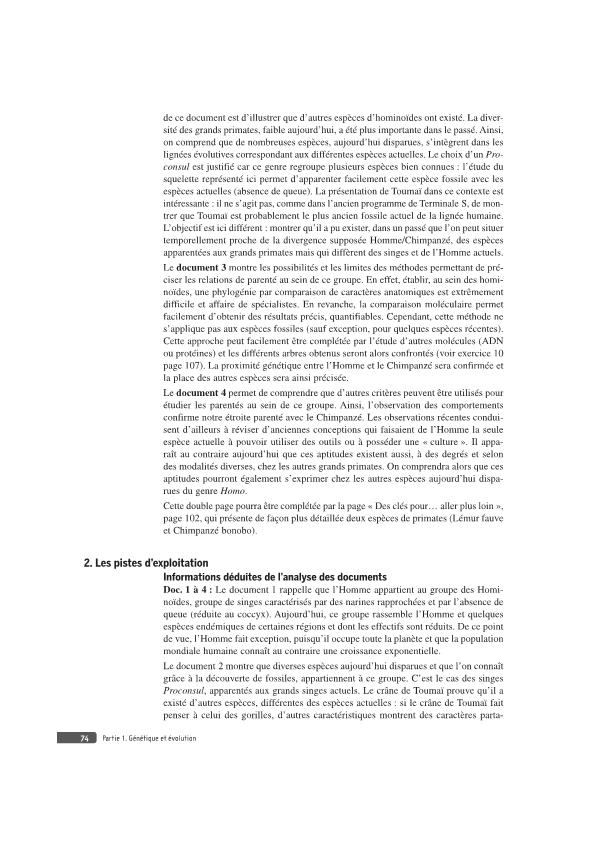 de ce document est d'illustrer que d'autres espèces d'hominoïdes ont existé. La diver-
sité des grands primates, faible aujourd'hui, a été plus importante dans le passé. Ainsi,
on comprend que de nombreuses espèces, aujourd'hui disparues, s'intègrent dans les
lignées évolutives correspondant aux différentes espèces actuelles. Le choix d'un Pro-
consul est justifié car ce genre regroupe plusieurs espèces bien connues : l'étude du
squelette représenté ici permet d'apparenter facilement cette espèce fossile avec les
espèces actuelles (absence de queue). La présentation de Toumaï dans ce contexte est
intéressante : il ne s'agit pas, comme dans l'ancien programme de Terminale S, de mon-
trer que Toumaï est probablement le plus ancien fossile actuel de la lignée humaine.
L'objectif est ici différent : montrer qu'il a pu exister, dans un passé que l'on peut situer
temporellement proche de la divergence supposée Homme/Chimpanzé, des espèces
apparentées aux grands primates mais qui diffèrent des singes et de l'Homme actuels.
Le document 3 montre les possibilités et les limites des méthodes permettant de pré-
ciser les relations de parenté au sein de ce groupe. En effet, établir, au sein des homi-
noïdes, une phylogénie par comparaison de caractères anatomiques est extrêmement
difficile et affaire de spécialistes. En revanche, la comparaison moléculaire permet
facilement d'obtenir des résultats précis, quantifiables. Cependant, cette méthode ne
s'applique pas aux espèces fossiles (sauf exception, pour quelques espèces récentes).
Cette approche peut facilement être complétée par l'étude d'autres molécules (ADN
ou protéines) et les différents arbres obtenus seront alors confrontés (voir exercice 10
page 107). La proximité génétique entre l'Homme et le Chimpanzé sera confirmée et
la place des autres espèces sera ainsi précisée.
Le document 4 permet de comprendre que d'autres critères peuvent être utilisés pour
étudier les parentés au sein de ce groupe. Ainsi, l'observation des comportements
confirme notre étroite parenté avec le Chimpanzé. Les observations récentes condui-
sent d'ailleurs à réviser d'anciennes conceptions qui faisaient de l'Homme la seule
espèce actuelle à pouvoir utiliser des outils ou à posséder une « culture ». Il appa-
raît au contraire aujourd'hui que ces aptitudes existent aussi, à des degrés et selon
des modalités diverses, chez les autres grands primates. On comprendra alors que ces
aptitudes pourront également s'exprimer chez les autres espèces aujourd'hui dispa-
rues du genre Homo.
Cette double page pourra être complétée par la page « Des clés pour… aller plus loin »,
page 102, qui présente de façon plus détaillée deux espèces de primates (Lémur fauve
et Chimpanzé bonobo).
2. Les pistes d'exploitation
Informations déduites de l'analyse des documents
Doc. 1 à 4 : Le document 1 rappelle que l'Homme appartient au groupe des Homi-
noïdes, groupe de singes caractérisés par des narines rapprochées et par l'absence de
queue (réduite au coccyx). Aujourd'hui, ce groupe rassemble l'Homme et quelques
espèces endémiques de certaines régions et dont les effectifs sont réduits. De ce point
de vue, l'Homme fait exception, puisqu'il occupe toute la planète et que la population
mondiale humaine connaît au contraire une croissance exponentielle.
Le document 2 montre que diverses espèces aujourd'hui disparues et que l'on connaît
grâce à la découverte de fossiles, appartiennent à ce groupe. C'est le cas des singes
Proconsul, apparentés aux grands singes actuels. Le crâne de Toumaï prouve qu'il a
existé d'autres espèces, différentes des espèces actuelles : si le crâne de Toumaï fait
penser à celui des gorilles, d'autres caractéristiques montrent des caractères parta-
74 Partie 1. Génétique et évolution